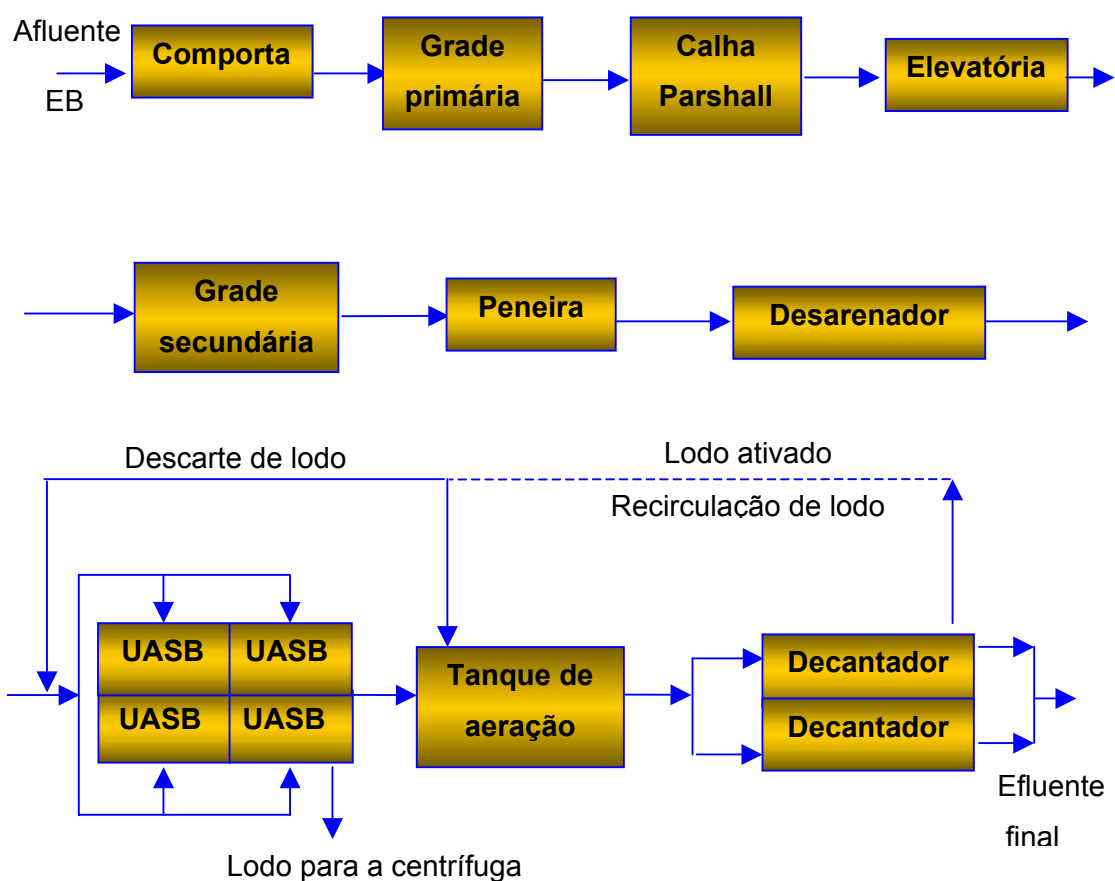 Afluente
EB
Comporta
Grade
primária
Calha
Parshall
Elevatória
Grade
secundária
Peneira
Desarenador
Descarte de lodo
Lodo ativado
Recirculação de lodo
UASB
UASB
UASB
UASB
Tanque de
aeração
Decantador
Decantador
Efluente
final
Lodo para a centrífuga